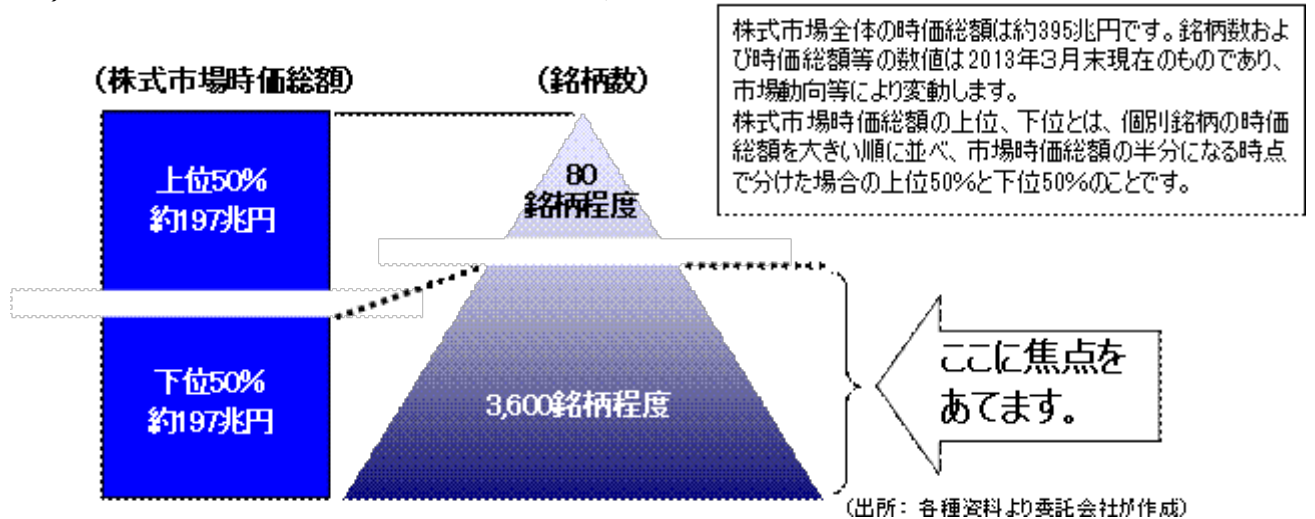 株式市場全体の時価総額は約395兆円です。銘柄数およ
び時価総額等の数値は2013年3月末現在のものであり、
市場動向等により変動します。
株式市場時価総額の上位、下位とは、個別銘柄の時価
総額を大きい順に並べ、市場時価総額の半分になる時点
で分けた場合の上位50%と下位50%のことです。
(株式市場時価総額)
(銘柄数)
上位50%
約197兆円
80
銘柄程度
下位50%
約197兆円
3,600銘柄程度
ここに焦点を
あてます。
(出所:各種資料より委託会社が作成)